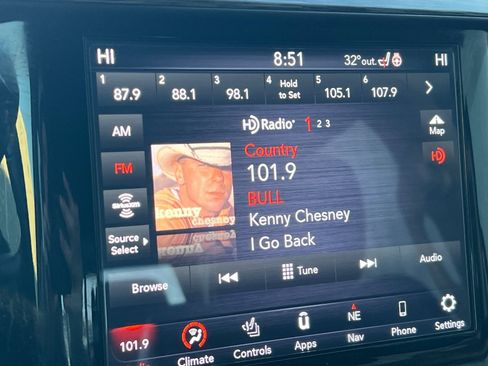 HI 8:51 32°out. HI
1 2 3 4 5 6
87.9 88.1 98.1 Hold to Set 105.1 107.9
AM
HD Radio 1 2 3
Map
Country
FM
101.9
HD
BULL
SiriusXM
kenny chesney
Kenny Chesney
Source Select
I Go Back
Browse
Tune
Audio
101.9
Climate
Controls
Apps
NE
Nav
Phone
Settings